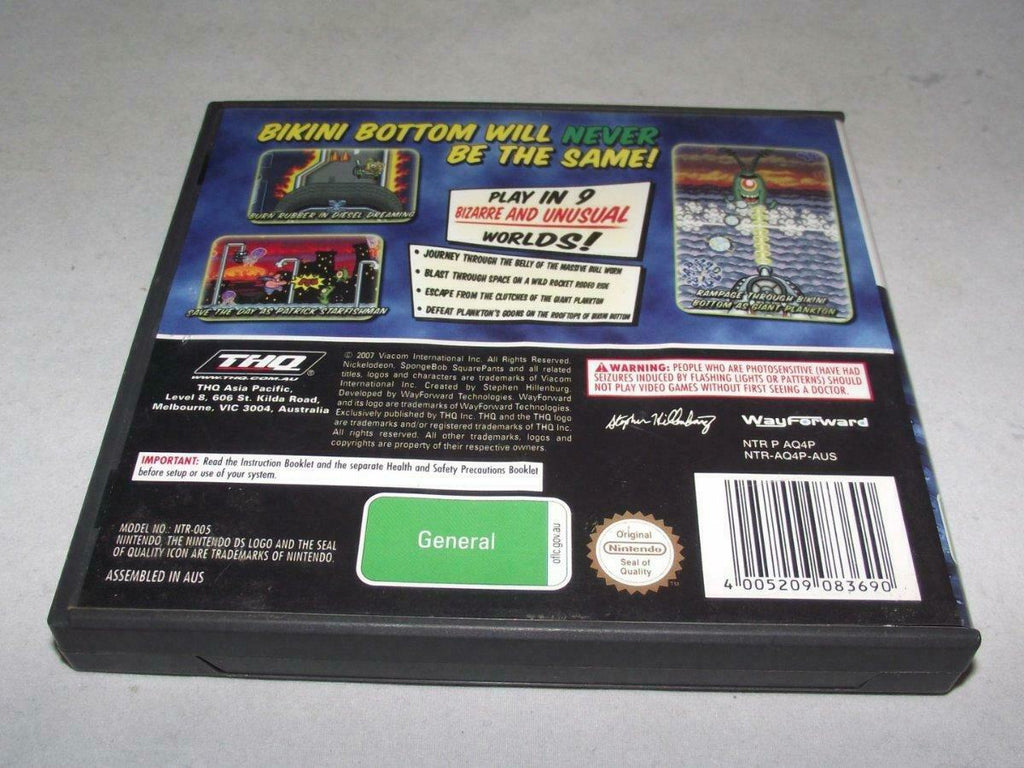 BIKINI BOTTOM WILL NEVER
BE THE SAME!
BURN RUBBER IN DIESEL DREAMING
SAVE THE DAY AS PATRICK STARFISHMAN
PLAY IN 9
BIZARRE AND UNUSUAL
WORLDS!
• JOURNEY THROUGH THE BELLY OF THE MASSIVE BULL WORM
• BLAST THROUGH SPACE ON A WILD ROCKET RODEO RIDE
• ESCAPE FROM THE CLUTCHES OF THE GIANT PLANKTON
• DEFEAT PLANKTON'S GOONS ON THE ROOFTOPS OF BIKINI BOTTOM
RAMPAGE THROUGH BIKINI
BOTTOM AS GIANT PLANKTON
THQ®
WWW.THQ.COM.AU
THQ Asia Pacific,
Level 8, 606 St. Kilda Road,
Melbourne, VIC 3004, Australia
© 2007 Viacom International Inc. All Rights Reserved.
Nickelodeon, SpongeBob SquarePants and all related
titles, logos and characters are trademarks of Viacom
International Inc. Created by Stephen Hillenburg.
Developed by WayForward Technologies. WayForward
and its logo are trademarks of WayForward Technologies.
Exclusively published by THQ Inc. THQ and the THQ logo
are trademarks and/or registered trademarks of THQ Inc.
All rights reserved. All other trademarks, logos and
copyrights are property of their respective owners.
WARNING: PEOPLE WHO ARE PHOTOSENSITIVE (HAVE HAD
SEIZURES INDUCED BY FLASHING LIGHTS OR PATTERNS) SHOULD
NOT PLAY VIDEO GAMES WITHOUT FIRST SEEING A DOCTOR.
Stephen Hillenburg
WayForward
NTR P AQ4P
NTR-AQ4P-AUS
IMPORTANT: Read the Instruction Booklet and the separate Health and Safety Precautions Booklet
before setup or use of your system.
MODEL NO.: NTR-005
NINTENDO, THE NINTENDO DS LOGO AND THE SEAL
OF QUALITY ICON ARE TRADEMARKS OF NINTENDO.
ASSEMBLED IN AUS
General
oflc.gov.au
Original
Nintendo
Seal of
Quality
TM
4 005209 083690